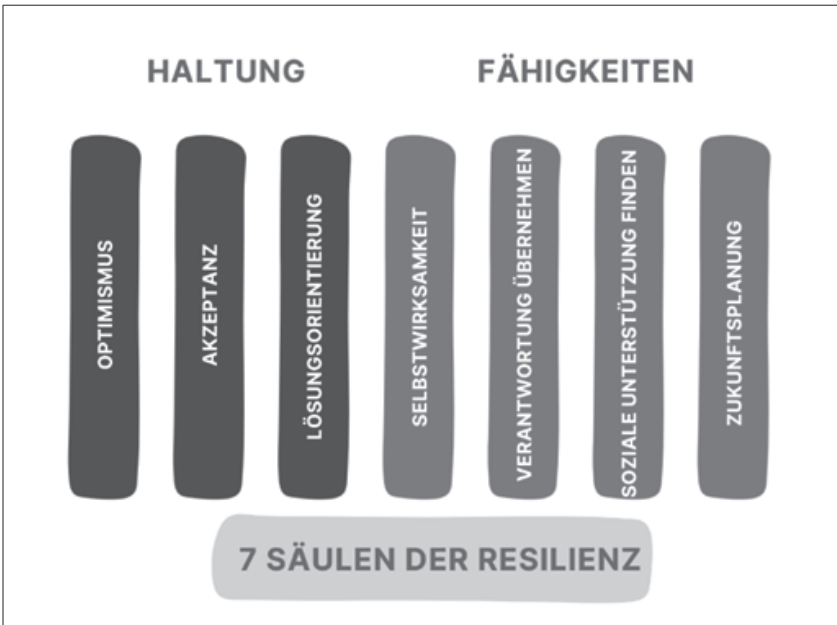 HALTUNG
FÄHIGKEITEN
OPTIMISMUS
AKZEPTANZ
LÖSUNGSORIENTIERUNG
SELBSTWIRKSAMKEIT
VERANTWORTUNG ÜBERNEHMEN
SOZIALE UNTERSTÜTZUNG FINDEN
ZUKUNFTSPLANUNG
7 SÄULEN DER RESILIENZ